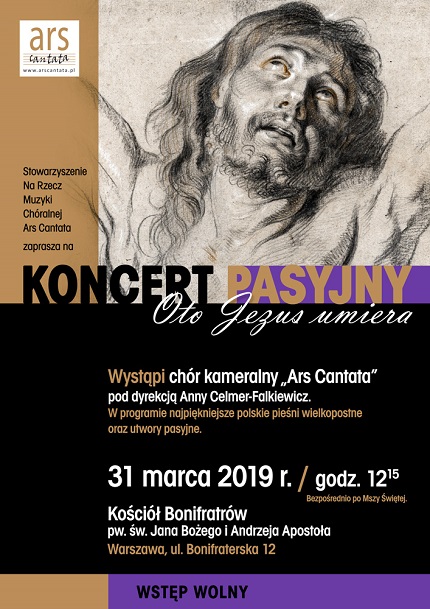 ars
cantata
www.arscantata.pl
Stowarzyszenie
Na Rzecz
Muzyki
Chóralnej
Ars Cantata
zaprasza na
KONCERT PASYJNY
Oto Jezus umiera
Wystąpi chór kameralny „Ars Cantata”
pod dyrekcją Anny Celmer-Falkiewicz.
W programie najpiękniejsze polskie pieśni wielkopostne
oraz utwory pasyjne.
31 marca 2019 r. / godz. 12¹⁵
Bezpośrednio po Mszy Świętej.
Kościół Bonifratrów
pw. św. Jana Bożego i Andrzeja Apostoła
Warszawa, ul. Bonifraterska 12
WSTĘP WOLNY